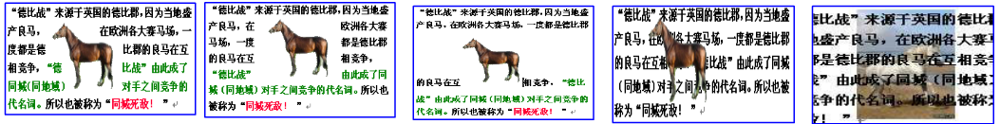 “德比战”来源于英国的德比郡,因为当地盛
产良马, 在欧洲各大赛马场,一
度都是德 比郡的良马在互
相竞争,“德 比战”由此成了同
城(同地域) 对手之间竞争的
代名词。所以也被称为“同城死敌! ”
“德比战”来源于英国的德比郡,因为当地盛
产良马,在 欧洲各大赛
马场,一度 都是德比郡
的良马在互 相竞争,
“德比战” 由此成了同
城(同地域)对手之间竞争的代名词。所以也
被称为“同城死敌! ”
“德比战”来源于英国的德比郡,因为当地盛
产良马,在欧洲各大赛马场,一度都是德比郡
的良马在互 相竞争,“德比
战”由此成了同城(同地域)对手之间竞争的
代名词。所以也被称为“同城死敌! ”
“德比战”来源于英国的德比郡,因为当地盛
产良马,在欧 各大赛
马场,一度 都是德比郡
的良马在互相 比战”由此成了同
城(同地域)对 之间竞争的代名词。所以也
被称为“同城死敌! ”
比战”来源于英国的德比
盛产良马,在欧洲各大赛马
都是德比郡的良马在互相竞
”由此成了同城(同地域)
竞争的代名词。所以也被称